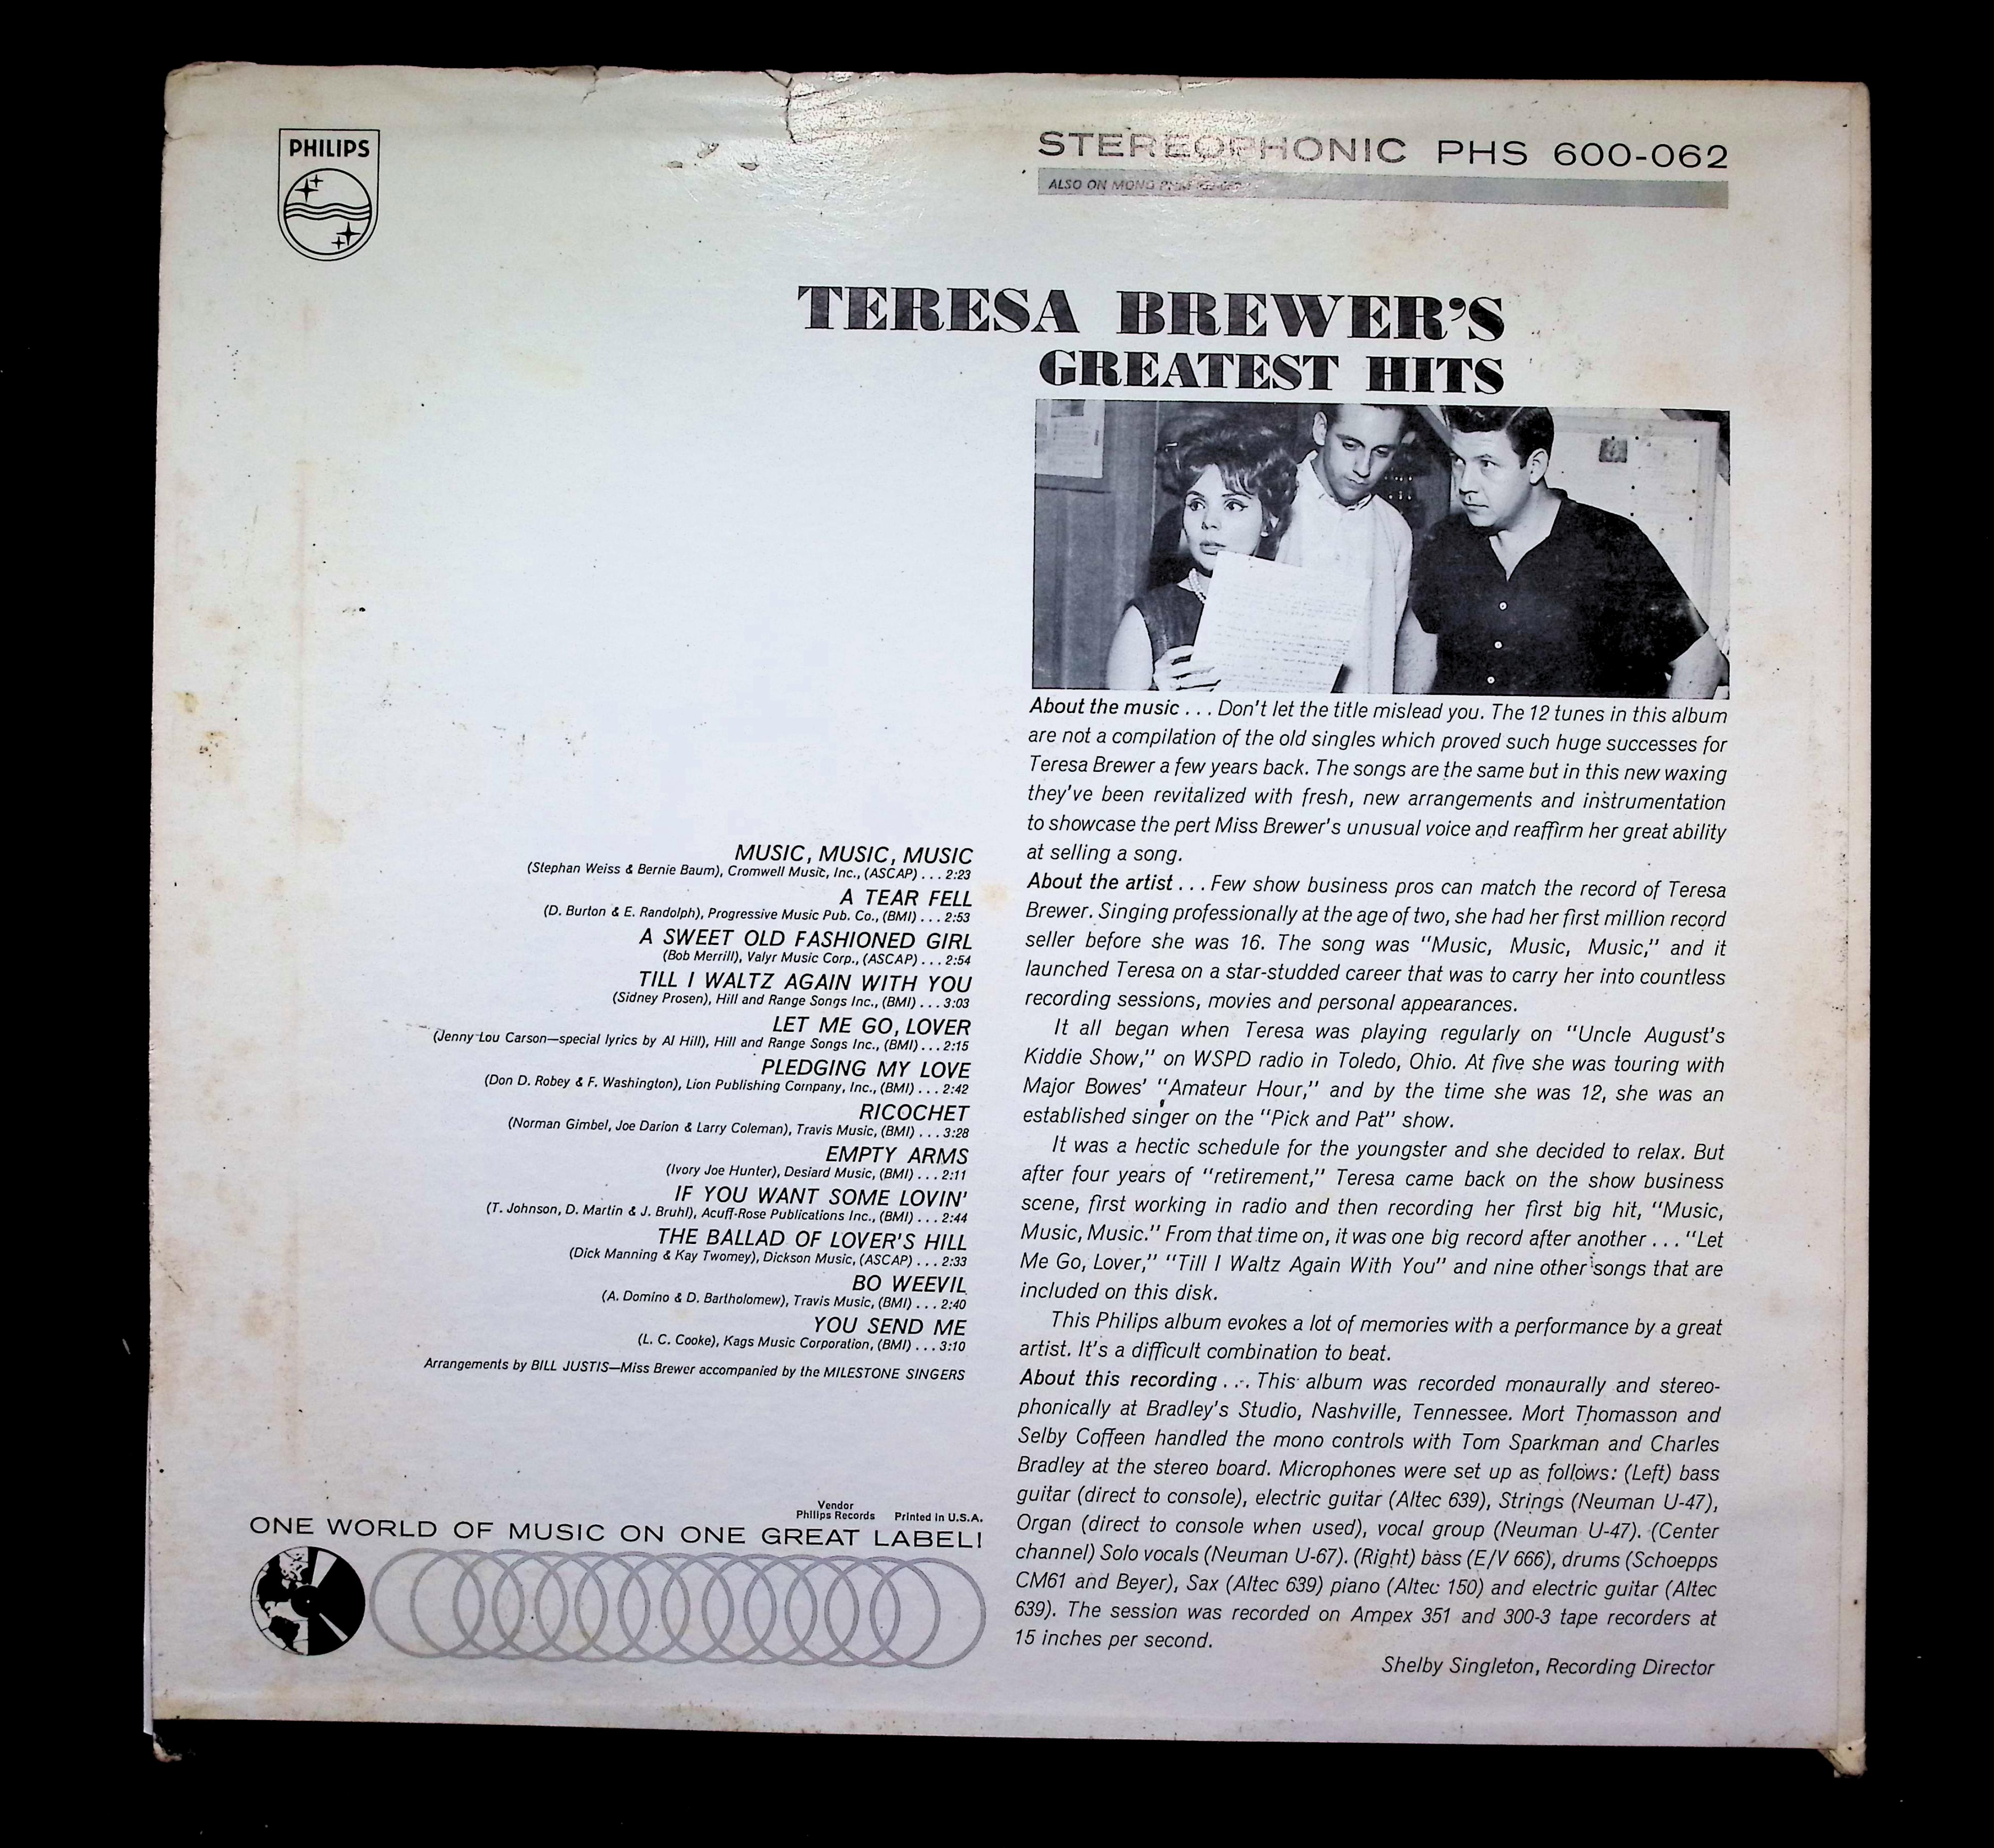 PHILIPS
STEREOPHONIC PHS 600-062
ALSO ON MONO
TERESA BREWER'S
GREATEST HITS
MUSIC, MUSIC, MUSIC
(Stephan Weiss & Bernie Baum), Cromwell Music, Inc., (ASCAP) . . . 2:23
A TEAR FELL
(D. Burton & E. Randolph), Progressive Music Pub. Co., (BMI) . . . 2:53
A SWEET OLD FASHIONED GIRL
(Bob Merrill), Valyr Music Corp., (ASCAP) . . . 2:54
TILL I WALTZ AGAIN WITH YOU
(Sidney Prosen), Hill and Range Songs Inc., (BMI) . . . 3:03
LET ME GO, LOVER
(Jenny Lou Carson—special lyrics by Al Hill), Hill and Range Songs Inc., (BMI) . . . 2:15
PLEDGING MY LOVE
(Don D. Robey & F. Washington), Lion Publishing Company, Inc., (BMI) . . . 2:42
RICOCHET
(Norman Gimbel, Joe Darion & Larry Coleman), Travis Music, (BMI) . . . 3:28
EMPTY ARMS
(Ivory Joe Hunter), Desiard Music, (BMI) . . . 2:11
IF YOU WANT SOME LOVIN'
(T. Johnson, D. Martin & J. Bruhl), Acuff-Rose Publications Inc., (BMI) . . . 2:44
THE BALLAD OF LOVER'S HILL
(Dick Manning & Kay Twomey), Dickson Music, (ASCAP) . . . 2:33
BO WEEVIL
(A. Domino & D. Bartholomew), Travis Music, (BMI) . . . 2:40
YOU SEND ME
(L. C. Cooke), Kags Music Corporation, (BMI) . . . 3:10
Arrangements by BILL JUSTIS—Miss Brewer accompanied by the MILESTONE SINGERS
Vendor
Philips Records Printed in U.S.A.
ONE WORLD OF MUSIC ON ONE GREAT LABEL!
About the music . . . Don't let the title mislead you. The 12 tunes in this album
are not a compilation of the old singles which proved such huge successes for
Teresa Brewer a few years back. The songs are the same but in this new waxing
they've been revitalized with fresh, new arrangements and instrumentation
to showcase the pert Miss Brewer's unusual voice and reaffirm her great ability
at selling a song.
About the artist . . . Few show business pros can match the record of Teresa
Brewer. Singing professionally at the age of two, she had her first million record
seller before she was 16. The song was "Music, Music, Music," and it
launched Teresa on a star-studded career that was to carry her into countless
recording sessions, movies and personal appearances.
It all began when Teresa was playing regularly on "Uncle August's
Kiddie Show," on WSPD radio in Toledo, Ohio. At five she was touring with
Major Bowes' "Amateur Hour," and by the time she was 12, she was an
established singer on the "Pick and Pat" show.
It was a hectic schedule for the youngster and she decided to relax. But
after four years of "retirement," Teresa came back on the show business
scene, first working in radio and then recording her first big hit, "Music,
Music, Music." From that time on, it was one big record after another . . . "Let
Me Go, Lover," "Till I Waltz Again With You" and nine other songs that are
included on this disk.
This Philips album evokes a lot of memories with a performance by a great
artist. It's a difficult combination to beat.
About this recording . . . This album was recorded monaurally and stereo-
phonically at Bradley's Studio, Nashville, Tennessee. Mort Thomasson and
Selby Coffeen handled the mono controls with Tom Sparkman and Charles
Bradley at the stereo board. Microphones were set up as follows: (Left) bass
guitar (direct to console), electric guitar (Altec 639), Strings (Neuman U-47),
Organ (direct to console when used), vocal group (Neuman U-47). (Center
channel) Solo vocals (Neuman U-67). (Right) bass (E/V 666), drums (Schoepps
CM61 and Beyer), Sax (Altec 639) piano (Altec 150) and electric guitar (Altec
639). The session was recorded on Ampex 351 and 300-3 tape recorders at
15 inches per second.
Shelby Singleton, Recording Director